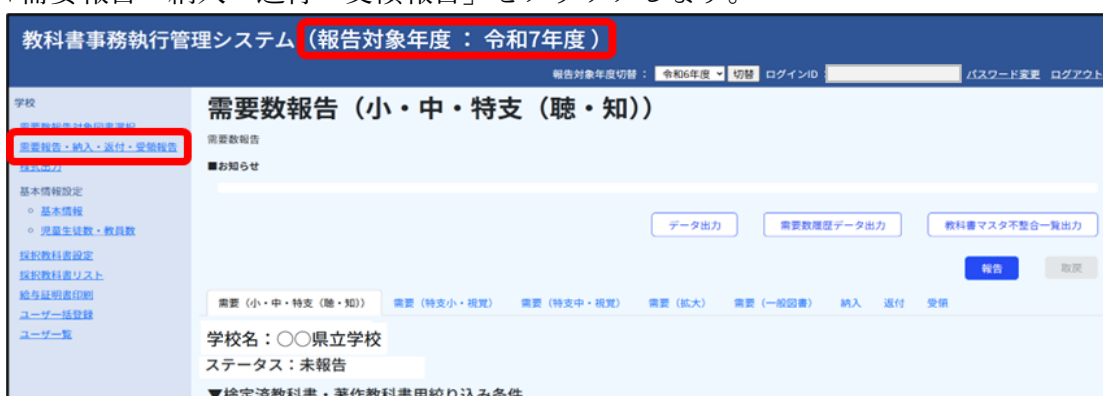 「需要報告・納入・返付・受領報告」をクリックします。
教科書事務執行管理システム（報告対象年度 ： 令和7年度 ）
報告対象年度切替 ： 令和6年度 切替 ログインID パスワード変更 ログアウト
学校
需要数報告対象図書選択
需要報告・納入・返付・受領報告
様式出力
基本情報設定
基本情報
児童生徒数・教員数
採択教科書設定
採択教科書リスト
給与証明書印刷
ユーザー括登録
ユーザー覧
需要数報告（小・中・特支（聴・知））
需要数報告
■お知らせ
データ出力 需要数履歴データ出力 教科書マスタ不整合一覧出力
報告 取戻
需要（小・中・特支（聴・知）） 需要（特支小・視覚） 需要（特支中・視覚） 需要（拡大） 需要（一般図書） 納入 返付 受領
学校名：○○県立学校
ステータス：未報告
▼検定済教科書・著作教科書用絞り込み条件